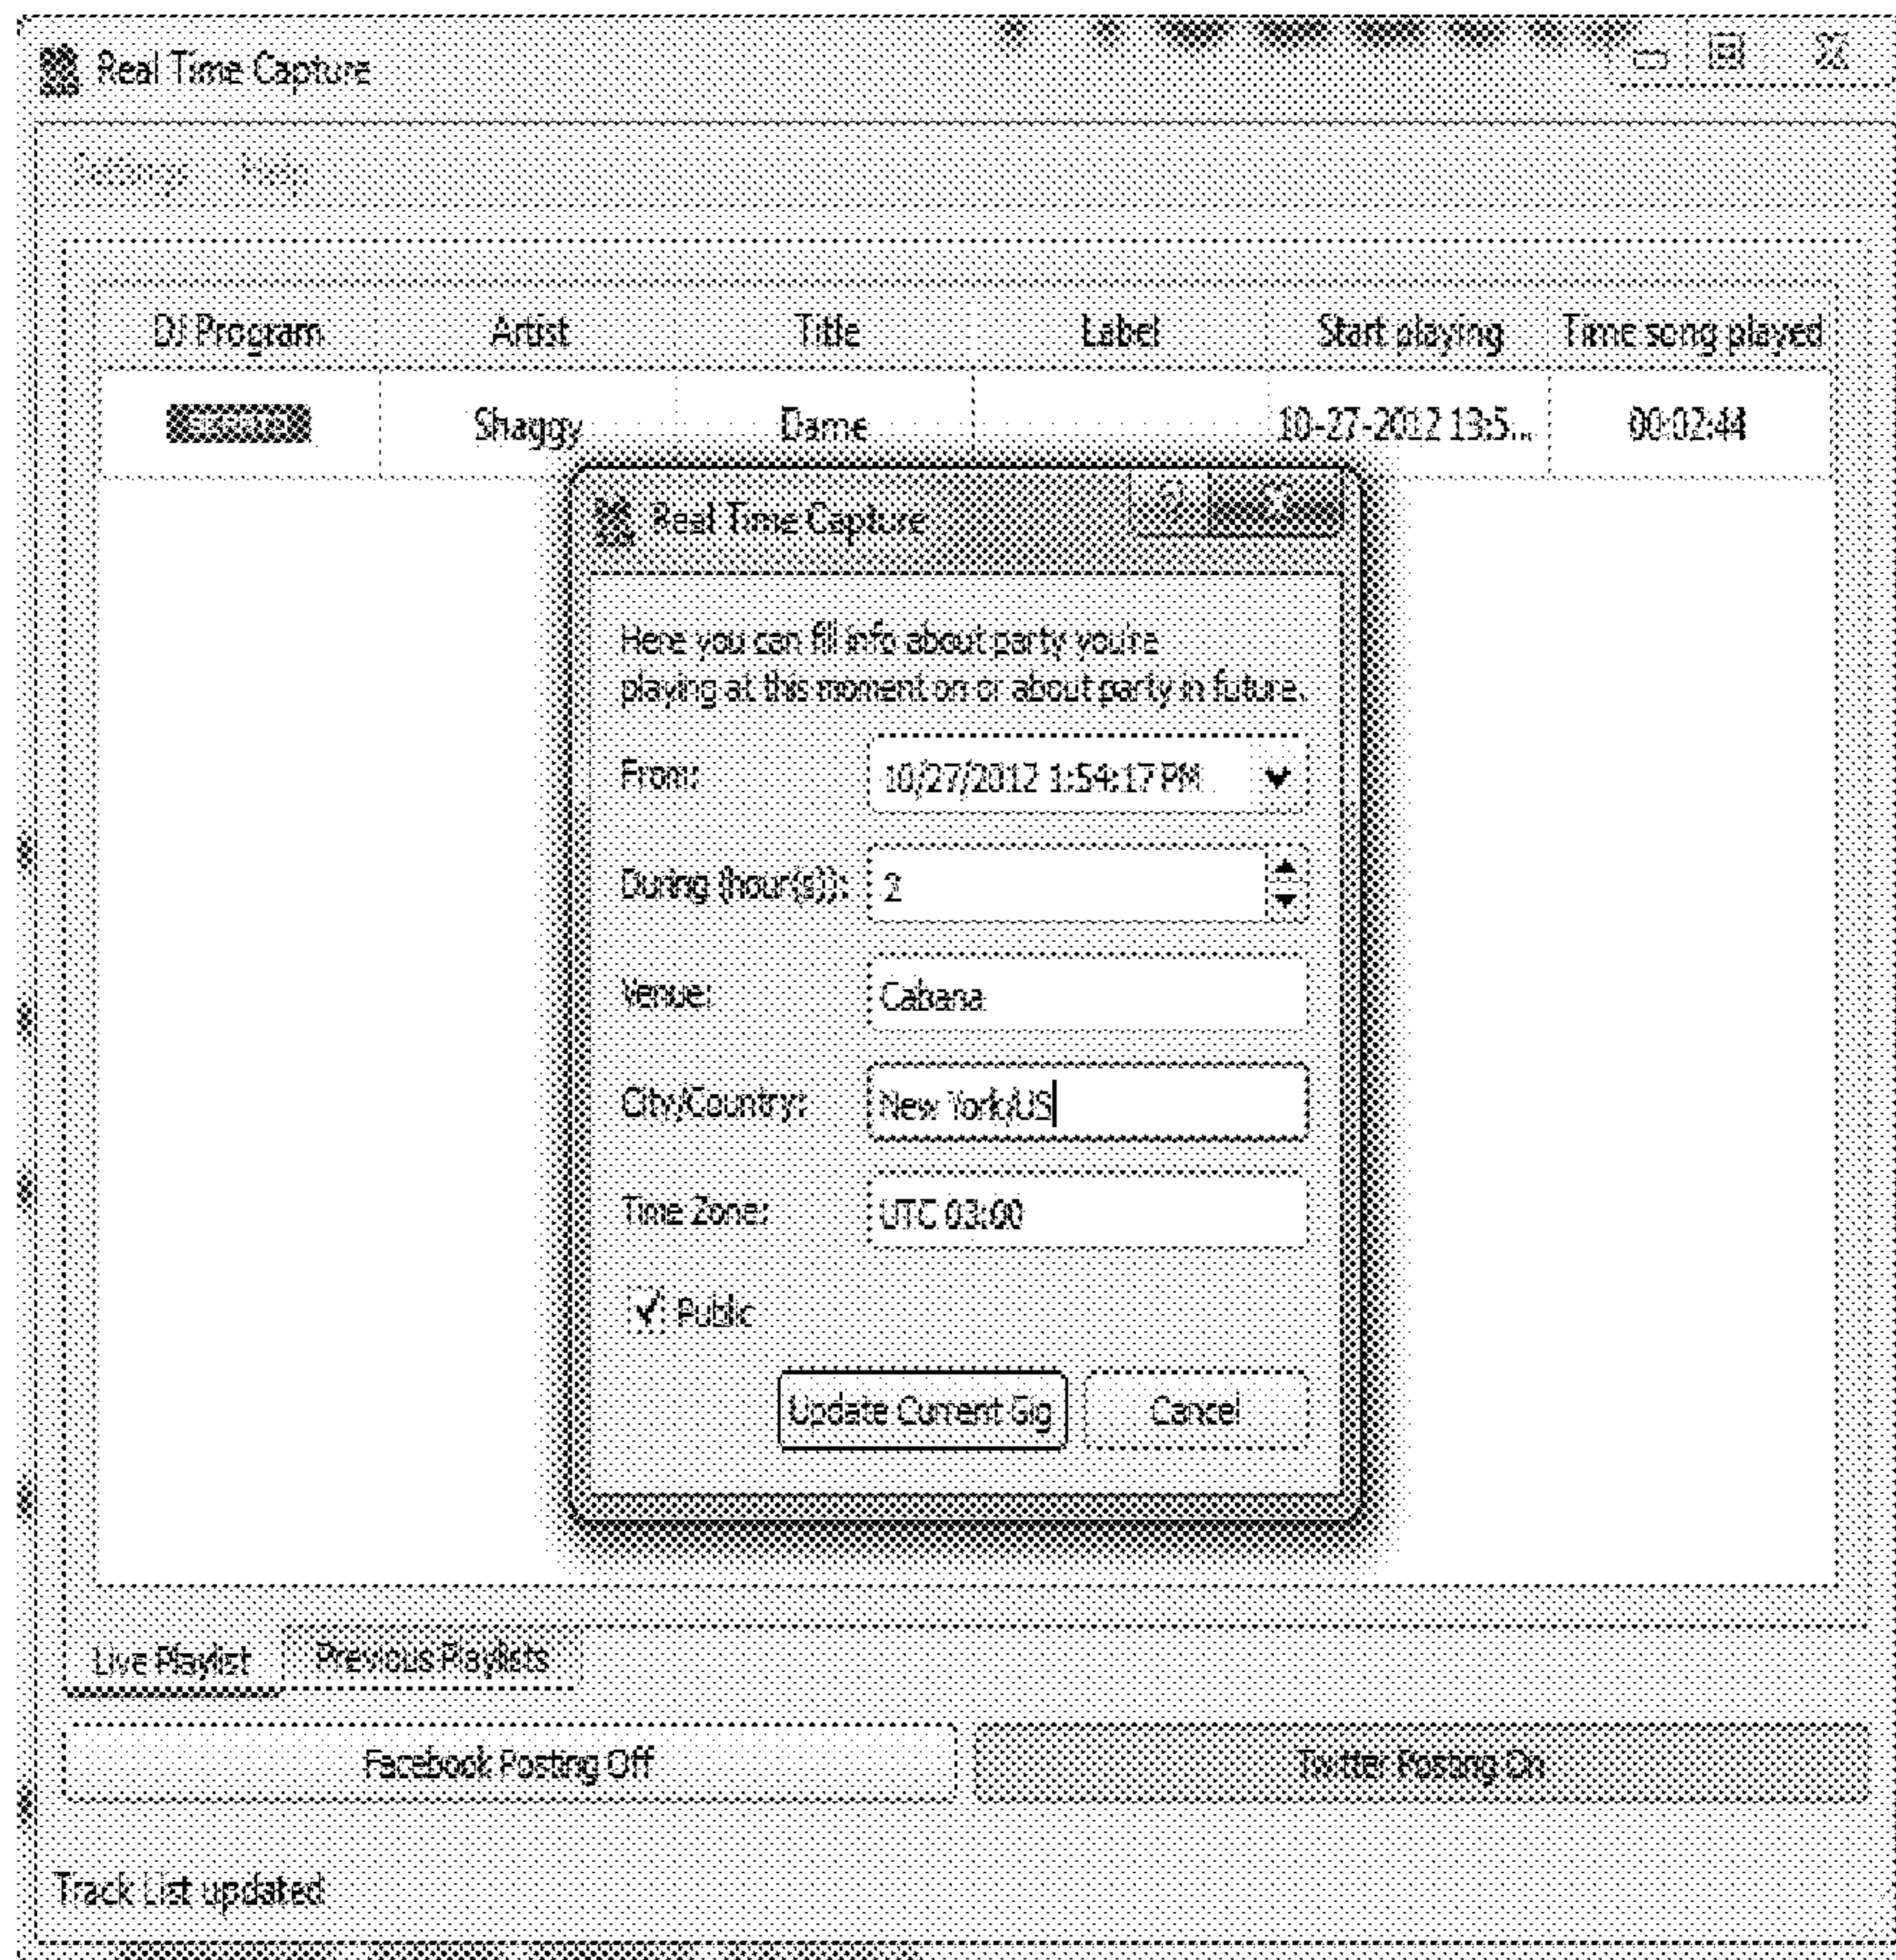 Real Time Capture
Settings Help
DJ Program Artist Title Label Start playing Time song played
Shaggy Dame 10-27-2012 13:5... 00:02:44
Real Time Capture
Here you can fill info about party you're
playing at this moment on or about party in future.
From: 10/27/2012 1:54:17 PM
During (hour(s)): 2
Venue: Cabana
City/Country: New York/US
Time Zone: UTC 03:00
Public
Update Current Gig Cancel
Live Playlist Previous Playlists
Facebook Posting Off Twitter Posting On
Track List updated